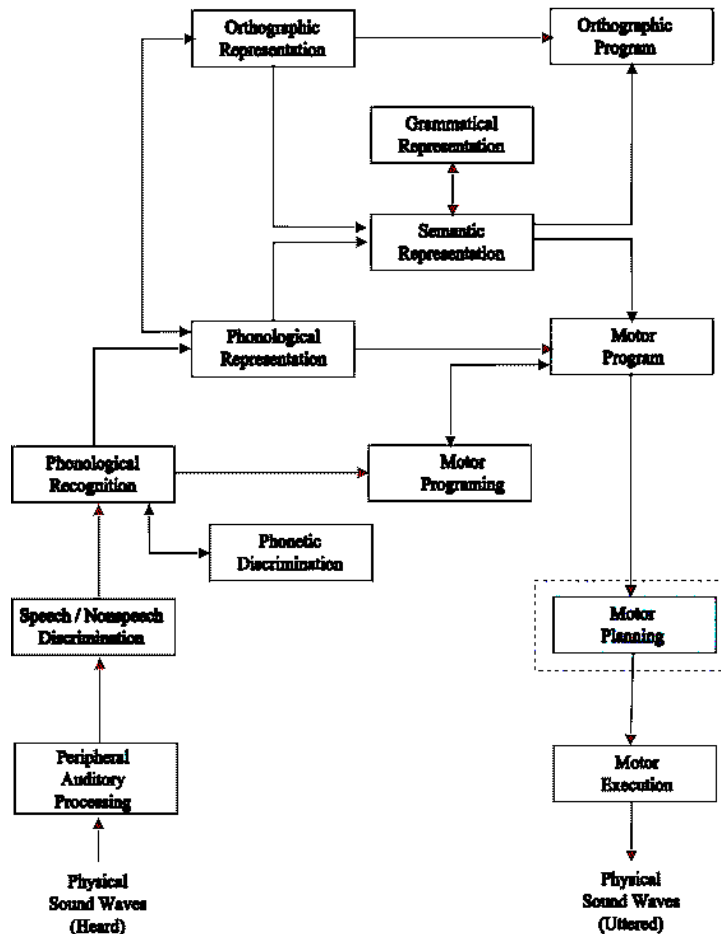 Orthographic
Representation
Orthographic
Program
Grammatical
Representation
Semantic
Representation
Phonological
Representation
Motor
Program
Phonological
Recognition
Motor
Programing
Phonetic
Discrimination
Speech / Nonspeech
Discrimination
Motor
Planning
Peripheral
Auditory
Processing
Motor
Execution
Physical
Sound Waves
(Heard)
Physical
Sound Waves
(Uttered)